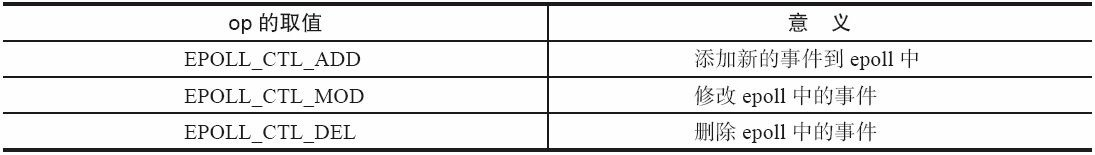 op 的取值 意 义
EPOLL_CTL_ADD 添加新的事件到 epoll 中
EPOLL_CTL_MOD 修改 epoll 中的事件
EPOLL_CTL_DEL 删除 epoll 中的事件